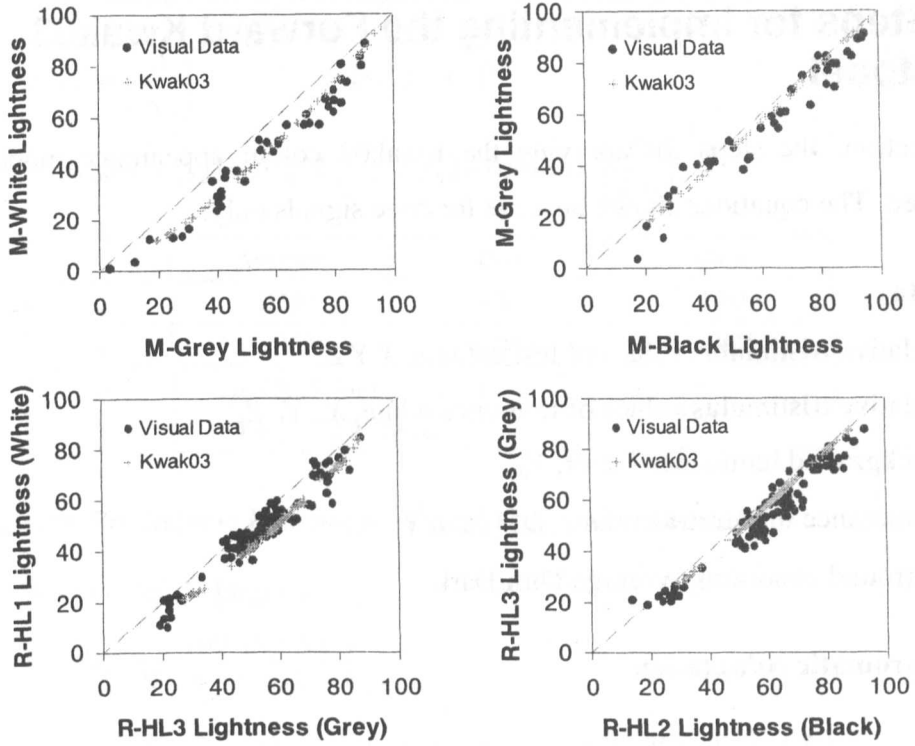 M-White Lightness
100
80
60
40
20
0
Visual Data
Kwak03
0 20 40 60 80 100
M-Grey Lightness
M-Grey Lightness
100
80
60
40
20
0
Visual Data
Kwak03
0 20 40 60 80 100
M-Black Lightness
R-HL1 Lightness (White)
100
80
60
40
20
0
Visual Data
Kwak03
0 20 40 60 80 100
R-HL3 Lightness (Grey)
R-HL3 Lightness (Grey)
100
80
60
40
20
0
Visual Data
Kwak03
0 20 40 60 80 100
R-HL2 Lightness (Black)